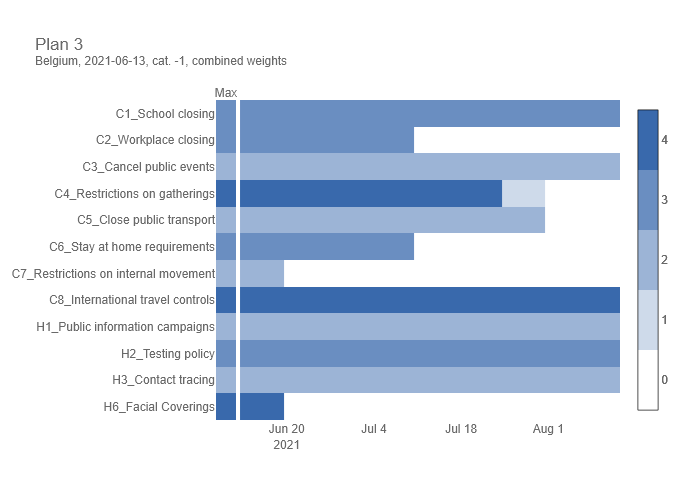 Plan 3
Belgium, 2021-06-13, cat. -1, combined weights
Max
C1_School closing
C2_Workplace closing
C3_Cancel public events
C4_Restrictions on gatherings
C5_Close public transport
C6_Stay at home requirements
C7_Restrictions on internal movement
C8_International travel controls
H1_Public information campaigns
H2_Testing policy
H3_Contact tracing
H6_Facial Coverings
Jun 20 Jul 4 Jul 18 Aug 1
2021
4
3
2
1
0